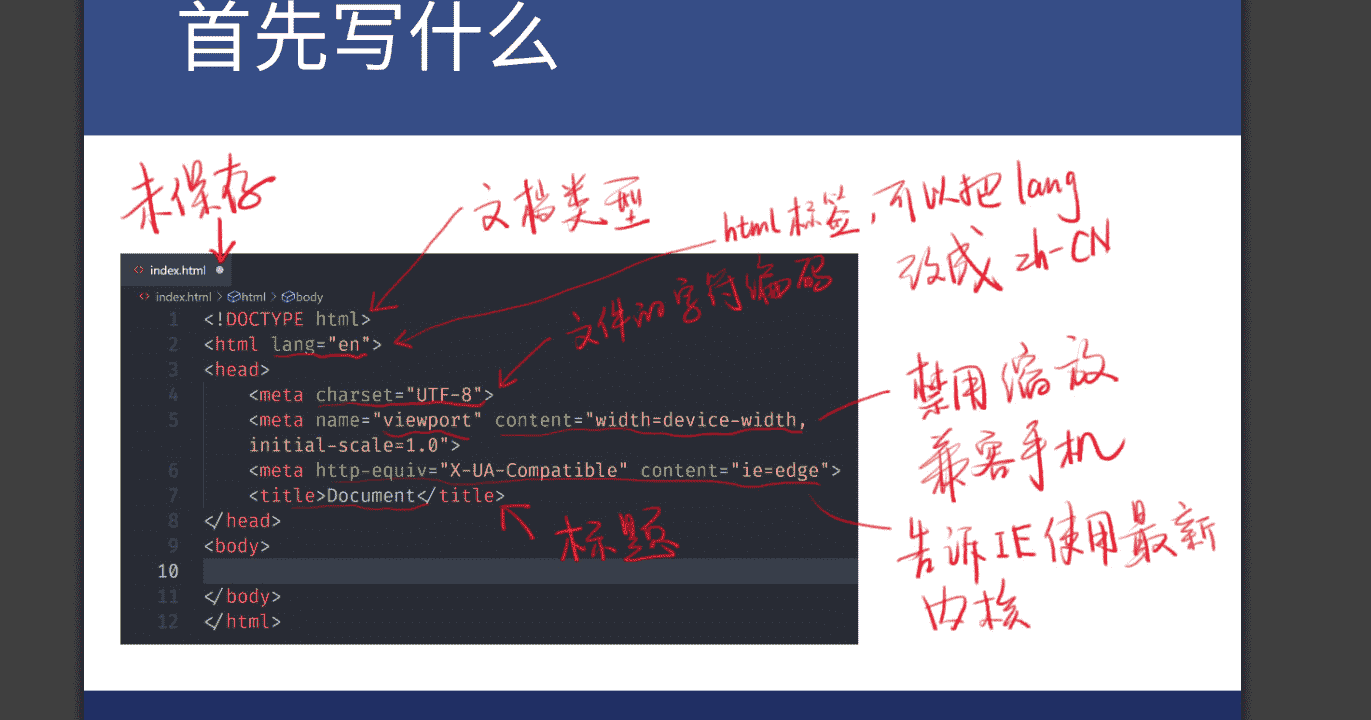 首先写什么
未保存
文档类型
html标签,可以把lang
改成 zh-CN
index.html
index.html > html > body
文件的字符编码
1 <!DOCTYPE html>
2 <html lang="en">
3 <head>
4 <meta charset="UTF-8">
5 <meta name="viewport" content="width=device-width,
initial-scale=1.0">
6 <meta http-equiv="X-UA-Compatible" content="ie=edge">
7 <title>Document</title>
8 </head>
9 <body>
10
11 </body>
12 </html>
禁用缩放
兼容手机
标题
告诉IE使用最新
内核